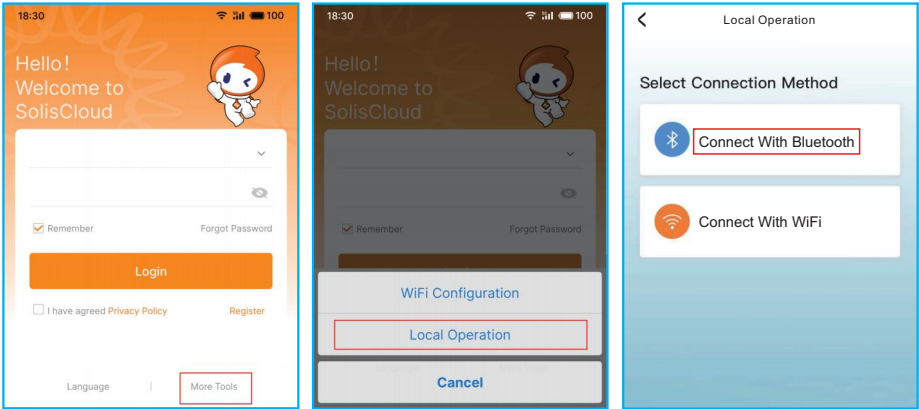 18:30
100
Hello!
Welcome to
SolisCloud
Remember
Forgot Password
Login
I have agreed Privacy Policy
Register
Language
More Tools
18:30
100
Hello!
Welcome to
SolisCloud
Remember
Forgot Password
WiFi Configuration
Local Operation
Cancel
Local Operation
Select Connection Method
Connect With Bluetooth
Connect With WiFi